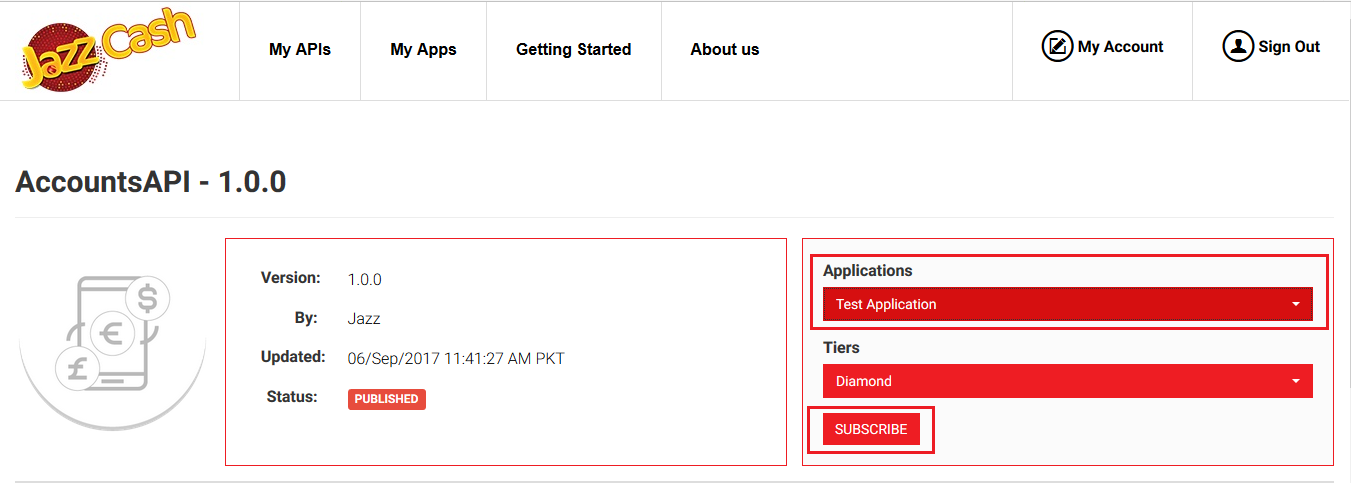 Jazz Cash
My APIs
My Apps
Getting Started
About us
My Account
Sign Out
AccountsAPI - 1.0.0
$
€
£
Version: 1.0.0
By: Jazz
Updated: 06/Sep/2017 11:41:27 AM PKT
Status: PUBLISHED
Applications
Test Application
Tiers
Diamond
SUBSCRIBE